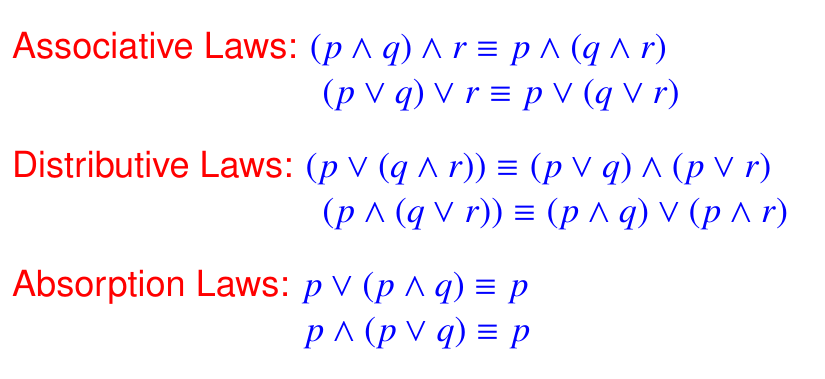 Associative Laws: (p ∧ q) ∧ r ≡ p ∧ (q ∧ r)
(p ∨ q) ∨ r ≡ p ∨ (q ∨ r)
Distributive Laws: (p ∨ (q ∧ r)) ≡ (p ∨ q) ∧ (p ∨ r)
(p ∧ (q ∨ r)) ≡ (p ∧ q) ∨ (p ∧ r)
Absorption Laws: p ∨ (p ∧ q) ≡ p
p ∧ (p ∨ q) ≡ p